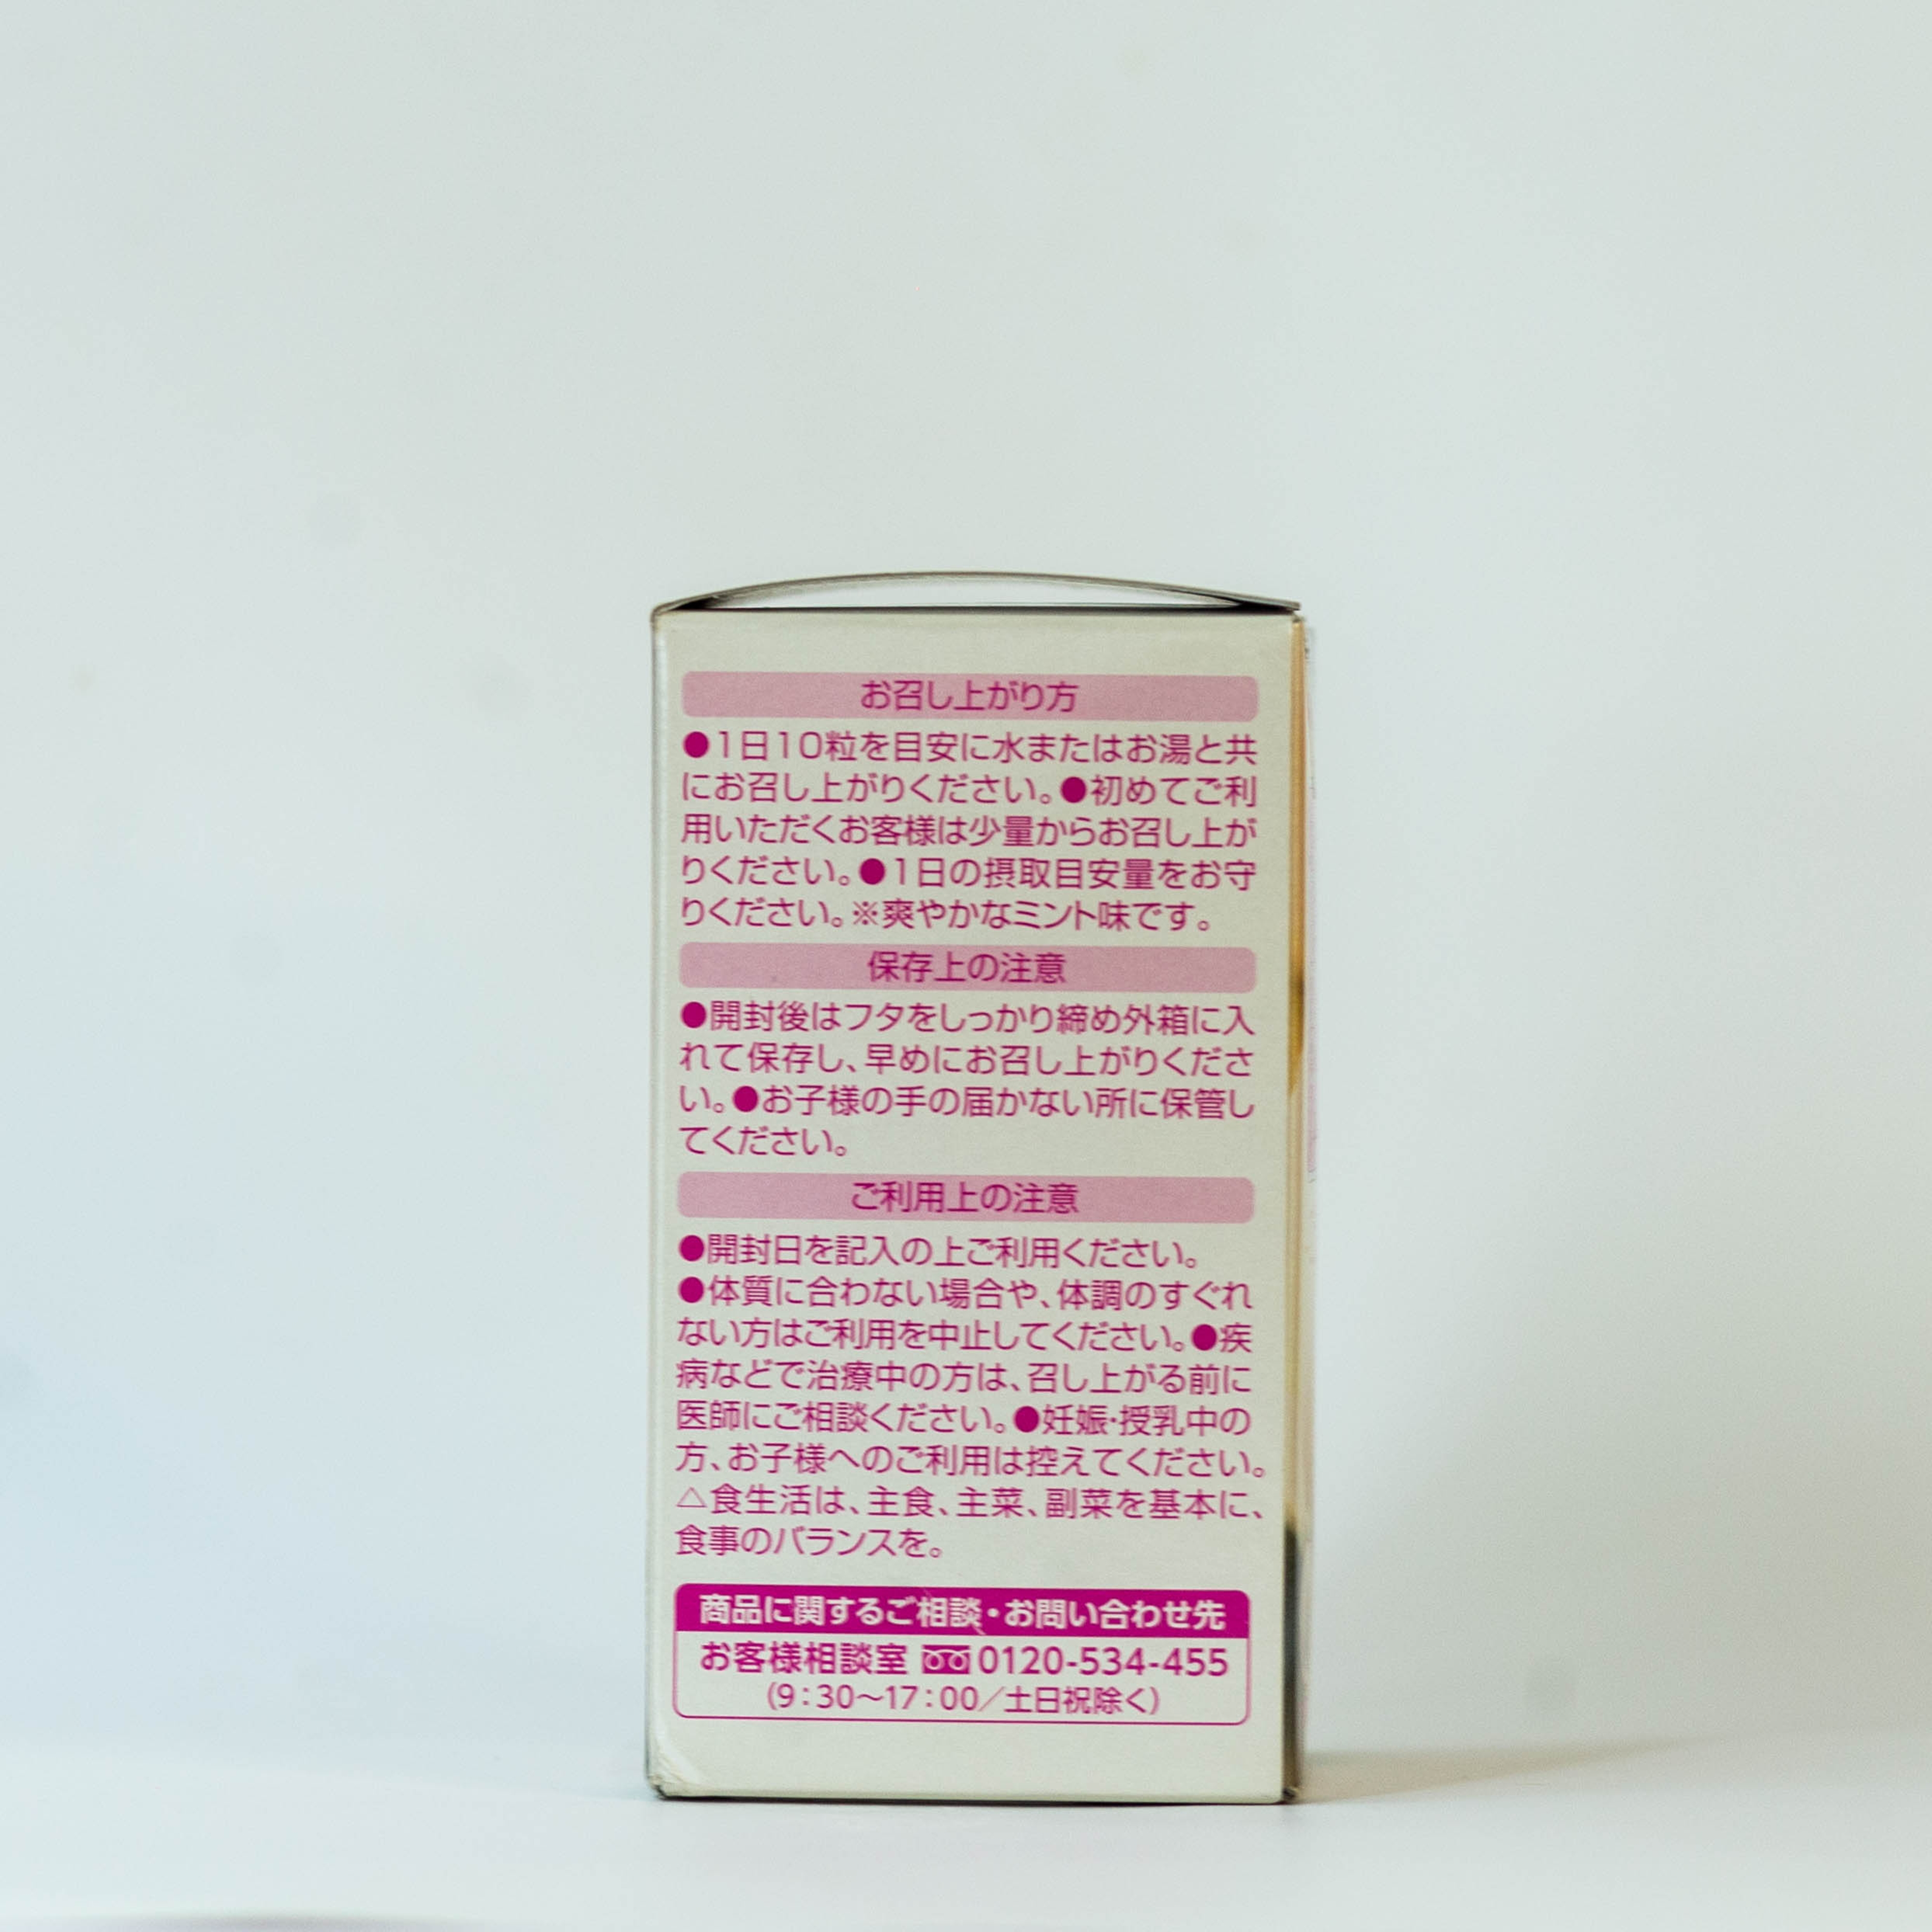 お召し上がり方
●1日10粒を目安に水またはお湯と共
にお召し上がりください。●初めてご利
用いただくお客様は少量からお召し上が
りください。●1日の摂取目安量をお守
りください。※爽やかなミント味です。
保存上の注意
●開封後はフタをしっかり締め外箱に入
れて保存し、早めにお召し上がりくださ
い。●お子様の手の届かない所に保管し
てください。
ご利用上の注意
●開封日を記入の上ご利用ください。
●体質に合わない場合や、体調のすぐれ
ない方はご利用を中止してください。●疾
病などで治療中の方は、召し上がる前に
医師にご相談ください。●妊娠・授乳中の
方、お子様へのご利用は控えてください。
△食生活は、主食、主菜、副菜を基本に、
食事のバランスを。
商品に関するご相談・お問い合わせ先
お客様相談室 0120-534-455
(9:30〜17:00/土日祝除く)